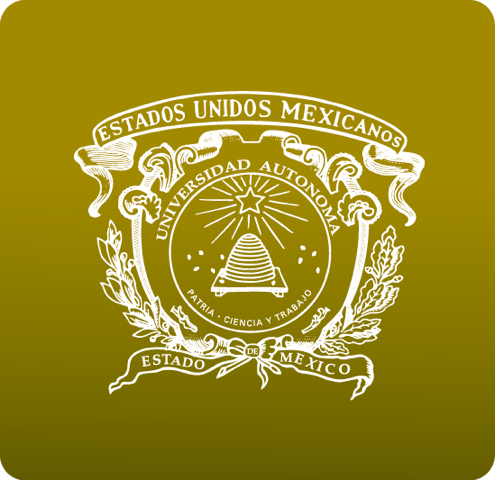 ESTADOS UNIDOS MEXICANOS
UNIVERSIDAD AUTONOMA
PATRIA · CIENCIA Y TRABAJO
ESTADO DE MEXICO